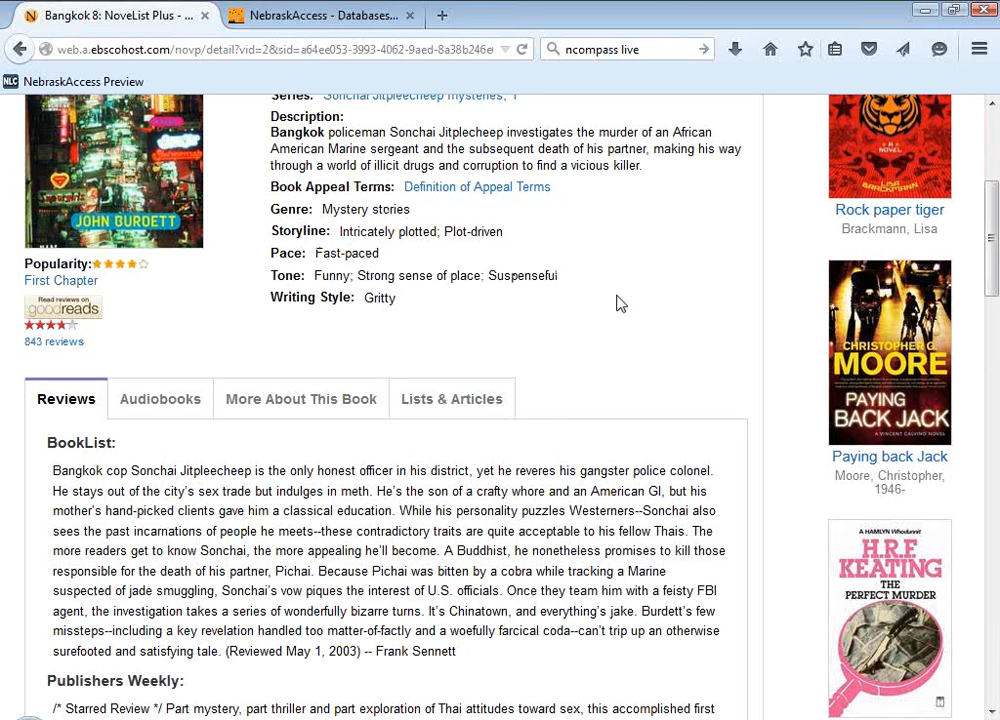 Bangkok 8: NoveList Plus - ...
NebraskAccess - Databases...
web.a.ebscohost.com/novp/detail?vid=2&sid=a64ee053-3993-4062-9aed-8a38b246e
ncompass live
NLC NebraskAccess Preview
Series: Sonchai Jitpleecheep mysteries, 1
Description:
Bangkok policeman Sonchai Jitplecheep investigates the murder of an African
American Marine sergeant and the subsequent death of his partner, making his way
through a world of illicit drugs and corruption to find a vicious killer.
Book Appeal Terms: Definition of Appeal Terms
Genre: Mystery stories
Storyline: Intricately plotted; Plot-driven
Pace: Fast-paced
Tone: Funny; Strong sense of place; Suspenseful
Writing Style: Gritty
JOHN BURDETT
Popularity:
First Chapter
Read reviews on
goodreads
843 reviews
Reviews
Audiobooks
More About This Book
Lists & Articles
BookList:
Bangkok cop Sonchai Jitpleecheep is the only honest officer in his district, yet he reveres his gangster police colonel.
He stays out of the city's sex trade but indulges in meth. He's the son of a crafty whore and an American GI, but his
mother's hand-picked clients gave him a classical education. While his personality puzzles Westerners--Sonchai also
sees the past incarnations of people he meets--these contradictory traits are quite acceptable to his fellow Thais. The
more readers get to know Sonchai, the more appealing he'll become. A Buddhist, he nonetheless promises to kill those
responsible for the death of his partner, Pichai. Because Pichai was bitten by a cobra while tracking a Marine
suspected of jade smuggling, Sonchai's vow piques the interest of U.S. officials. Once they team him with a feisty FBI
agent, the investigation takes a series of wonderfully bizarre turns. It's Chinatown, and everything's jake. Burdett's few
missteps--including a key revelation handled too matter-of-factly and a woefully farcical coda--can't trip up an otherwise
surefooted and satisfying tale. (Reviewed May 1, 2003) -- Frank Sennett
Publishers Weekly:
/* Starred Review */ Part mystery, part thriller and part exploration of Thai attitudes toward sex, this accomplished first
A NOVEL
LISA
BRACKMANN
Rock paper tiger
Brackmann, Lisa
CHRISTOPHER G.
MOORE
PAYING
BACK JACK
A VINCENT CALVINO NOVEL
Paying back Jack
Moore, Christopher,
1946-
A HAMLYN Whodunnit
H.R.F.
KEATING
THE
PERFECT MURDER